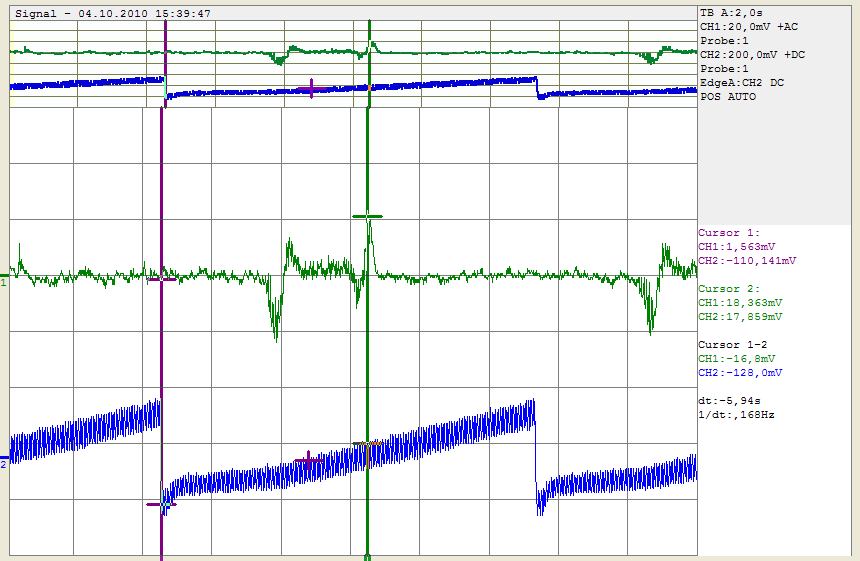 Signal - 04.10.2010 15:39:47
TB A:2,0s
CH1:20,0mV +AC
Probe:1
CH2:200,0mV +DC
Probe:1
EdgeA:CH2 DC
POS AUTO
Cursor 1:
CH1:1,563mV
CH2:-110,141mV
Cursor 2:
CH1:18,363mV
CH2:17,859mV
Cursor 1-2
CH1:-16,8mV
CH2:-128,0mV
dt:-5,94s
1/dt:,168Hz
1
2